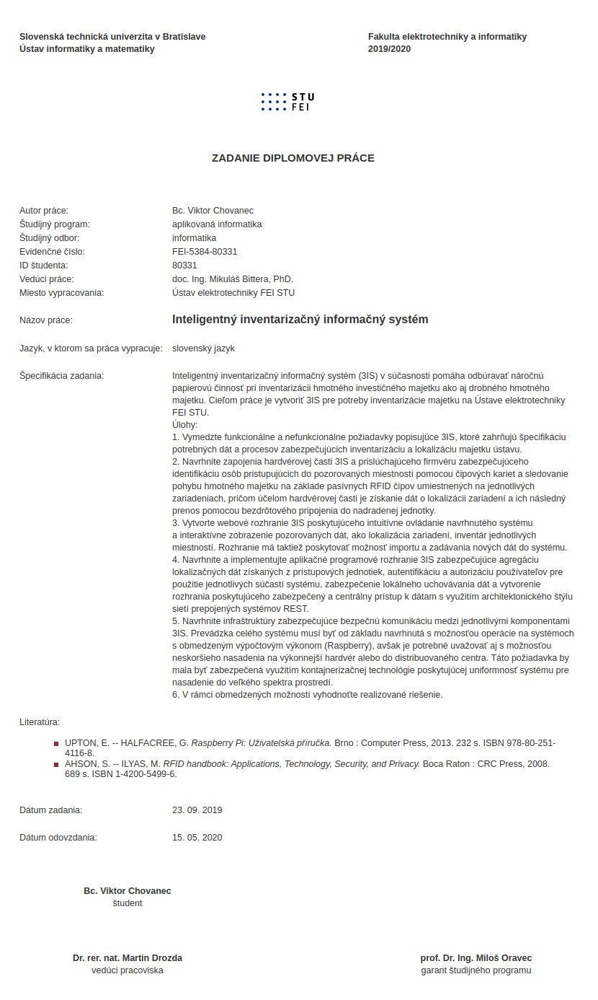 Slovenská technická univerzita v Bratislave
Ústav informatiky a matematiky
Fakulta elektrotechniky a informatiky
2019/2020
STU
FEI
ZADANIE DIPLOMOVEJ PRÁCE
Autor práce: Bc. Viktor Chovanec
Študijný program: aplikovaná informatika
Študijný odbor: informatika
Evidenčné číslo: FEI-5384-80331
ID študenta: 80331
Vedúci práce: doc. Ing. Mikuláš Bittera, PhD.
Miesto vypracovania: Ústav elektrotechniky FEI STU
Názov práce: Inteligentný inventarizačný informačný systém
Jazyk, v ktorom sa práca vypracuje: slovenský jazyk
Špecifikácia zadania: Inteligentný inventarizačný informačný systém (3IS) v súčasnosti pomáha odbúravať náročnú
papierovú činnosť pri inventarizácii hmotného investičného majetku ako aj drobného hmotného
majetku. Cieľom práce je vytvoriť 3IS pre potreby inventarizácie majetku na Ústave elektrotechniky
FEI STU.
Úlohy:
1. Vymedzte funkcionálne a nefunkcionálne požiadavky popisujúce 3IS, ktoré zahrňujú špecifikáciu
potrebných dát a procesov zabezpečujúcich inventarizáciu a lokalizáciu majetku ústavu.
2. Navrhnite zapojenia hardvérovej časti 3IS a prislúchajúceho firmvéru zabezpečujúceho
identifikáciu osôb pristupujúcich do pozorovaných miestností pomocou čipových kariet a sledovanie
pohybu hmotného majetku na základe pasívnych RFID čipov umiestnených na jednotlivých
zariadeniach, pričom účelom hardvérovej časti je získanie dát o lokalizácii zariadení a ich následný
prenos pomocou bezdrôtového pripojenia do nadradenej jednotky.
3. Vytvorte webové rozhranie 3IS poskytujúceho intuitívne ovládanie navrhnutého systému
a interaktívne zobrazenie pozorovaných dát, ako lokalizácia zariadení, inventár jednotlivých
miestností. Rozhranie má taktiež poskytovať možnosť importu a zadávania nových dát do systému.
4. Navrhnite a implementujte aplikačné programové rozhranie 3IS zabezpečujúce agregáciu
lokalizačných dát získaných z prístupových jednotiek, autentifikáciu a autorizáciu používateľov pre
použitie jednotlivých súčastí systému, zabezpečenie lokálneho uchovávania dát a vytvorenie
rozhrania poskytujúceho zabezpečený a centrálny prístup k dátam s využitím architektonického štýlu
sietí prepojených systémov REST.
5. Navrhnite infraštruktúry zabezpečujúce bezpečnú komunikáciu medzi jednotlivými komponentami
3IS. Prevádzka celého systému musí byť od základu navrhnutá s možnosťou operácie na systémoch
s obmedzeným výpočtovým výkonom (Raspberry), avšak je potrebné uvažovať aj s možnosťou
neskoršieho nasadenia na výkonnejší hardvér alebo do distribuovaného centra. Táto požiadavka by
mala byť zabezpečená využitím kontajnerizačnej technológie poskytujúcej uniformnosť systému pre
nasadenie do veľkého spektra prostredí.
6. V rámci obmedzených možností vyhodnoťte realizované riešenie.
Literatúra:
UPTON, E. -- HALFACREE, G. Raspberry Pi: Uživatelská příručka. Brno : Computer Press, 2013. 232 s. ISBN 978-80-251-
4116-8.
AHSON, S. -- ILYAS, M. RFID handbook: Applications, Technology, Security, and Privacy. Boca Raton : CRC Press, 2008.
689 s. ISBN 1-4200-5499-6.
Dátum zadania: 23. 09. 2019
Dátum odovzdania: 15. 05. 2020
Bc. Viktor Chovanec
študent
Dr. rer. nat. Martin Drozda
vedúci pracoviska
prof. Dr. Ing. Miloš Oravec
garant študijného programu